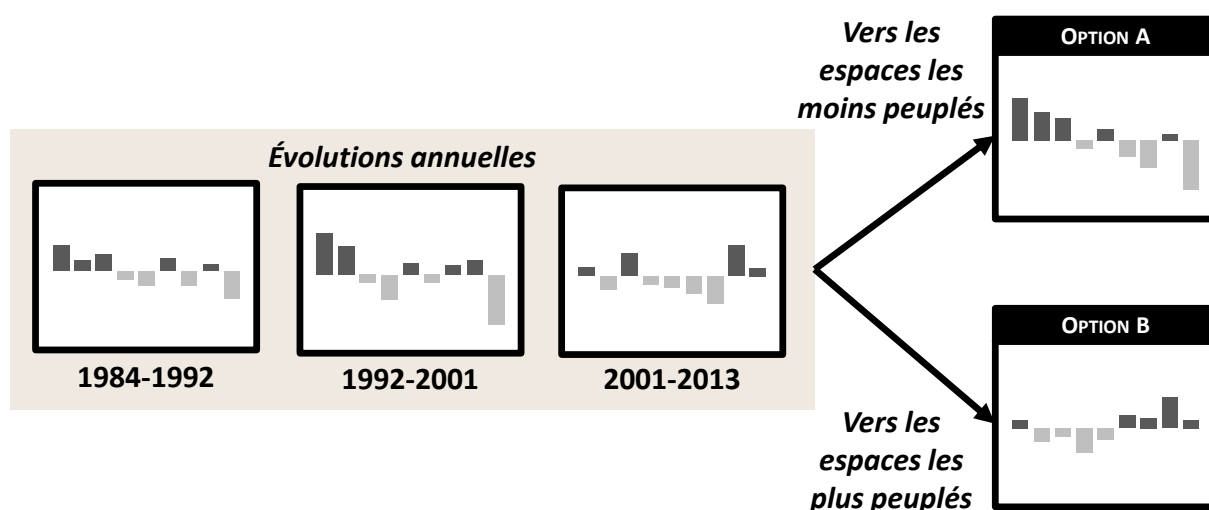 Évolutions annuelles
1984-1992
1992-2001
2001-2013
Vers les
espaces les
moins peuplés
OPTION A
OPTION B
Vers les
espaces les
plus peuplés